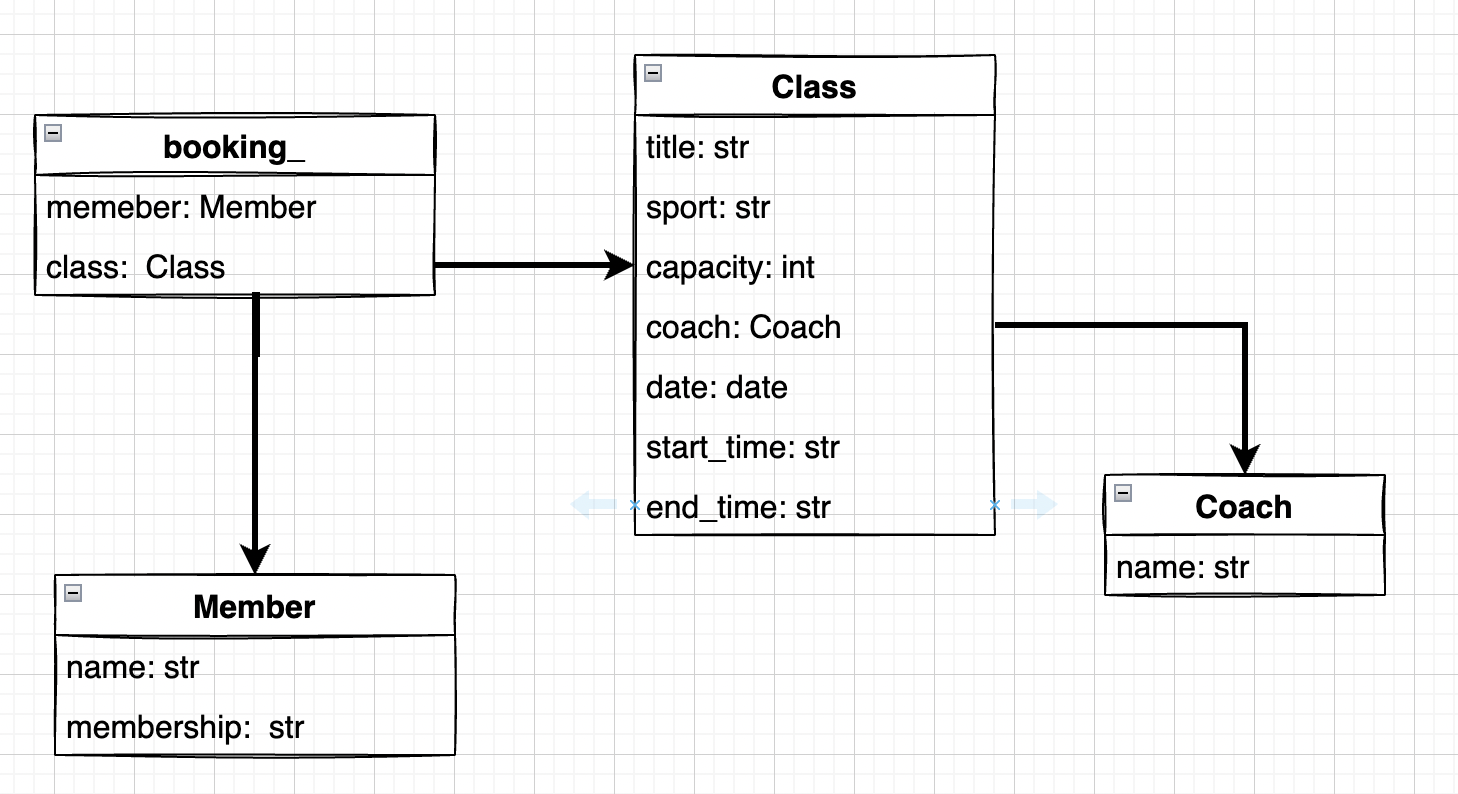 booking_
memeber: Member
class:  Class
Class
title: str
sport: str
capacity: int
coach: Coach
date: date
start_time: str
end_time: str
Member
name: str
membership:  str
Coach
name: str